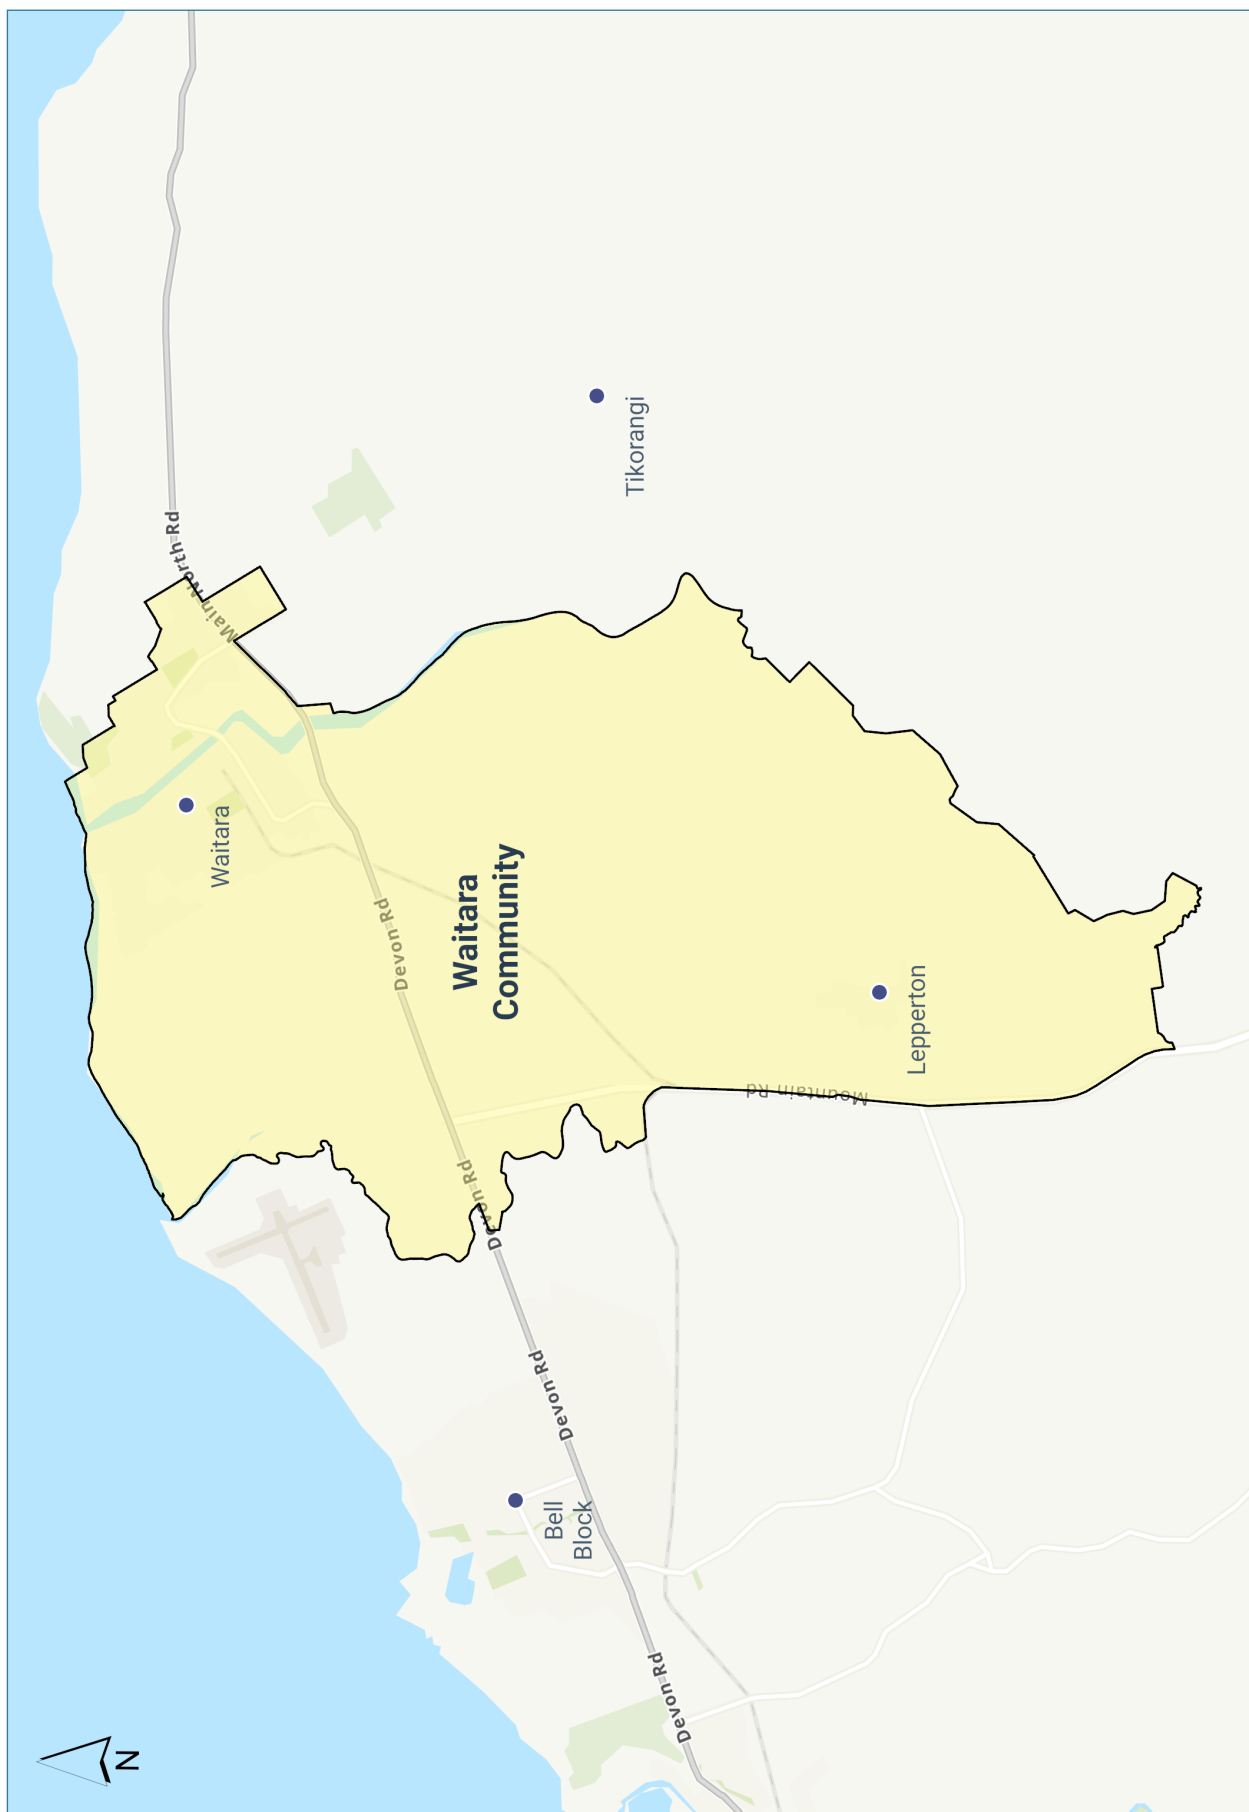 Main North Rd
Tikorangi
Waitara
Devon Rd
Waitara
Community
Lepperton
Mountain Rd
Devon Rd
Devon Rd
Bell
Block
Devon Rd
N